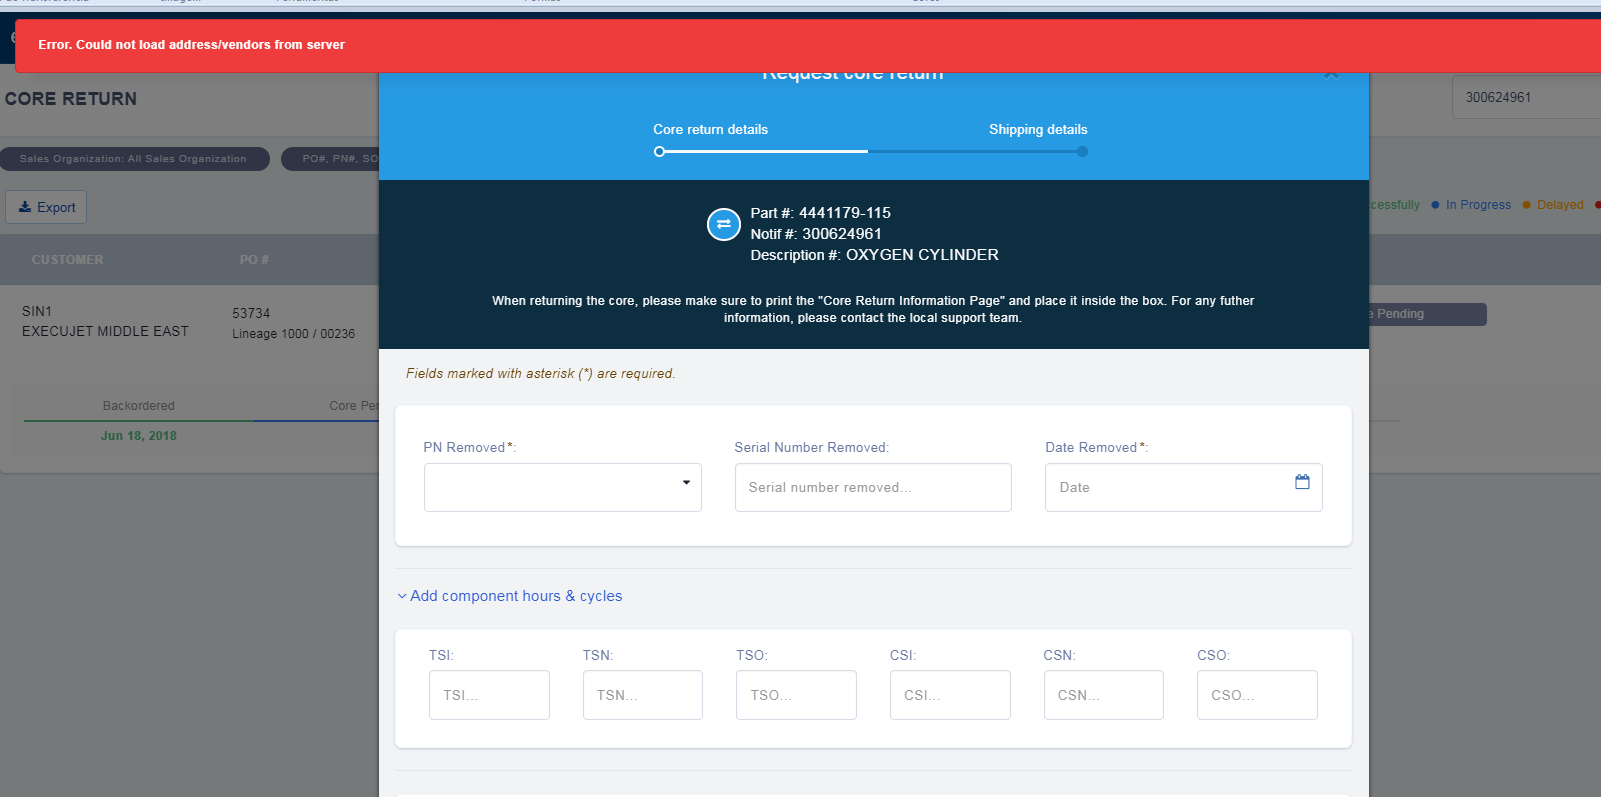 Error. Could not load address/vendors from server
Request core return
CORE RETURN
300624961
Core return details
Shipping details
Sales Organization: All Sales Organization
PO#, PN#, SO
Export
cessfully
In Progress
Delayed
Part #: 4441179-115
Notif #: 300624961
Description #: OXYGEN CYLINDER
CUSTOMER
PO #
When returning the core, please make sure to print the "Core Return Information Page" and place it inside the box. For any futher
information, please contact the local support team.
SIN1
EXECUJET MIDDLE EAST
53734
Lineage 1000 / 00236
e Pending
Fields marked with asterisk (*) are required.
Backordered
Core Per
Jun 18, 2018
PN Removed*:
Serial Number Removed:
Date Removed*:
Serial number removed...
Date
Add component hours & cycles
TSI:
TSN:
TSO:
CSI:
CSN:
CSO:
TSI...
TSN...
TSO...
CSI...
CSN...
CSO...